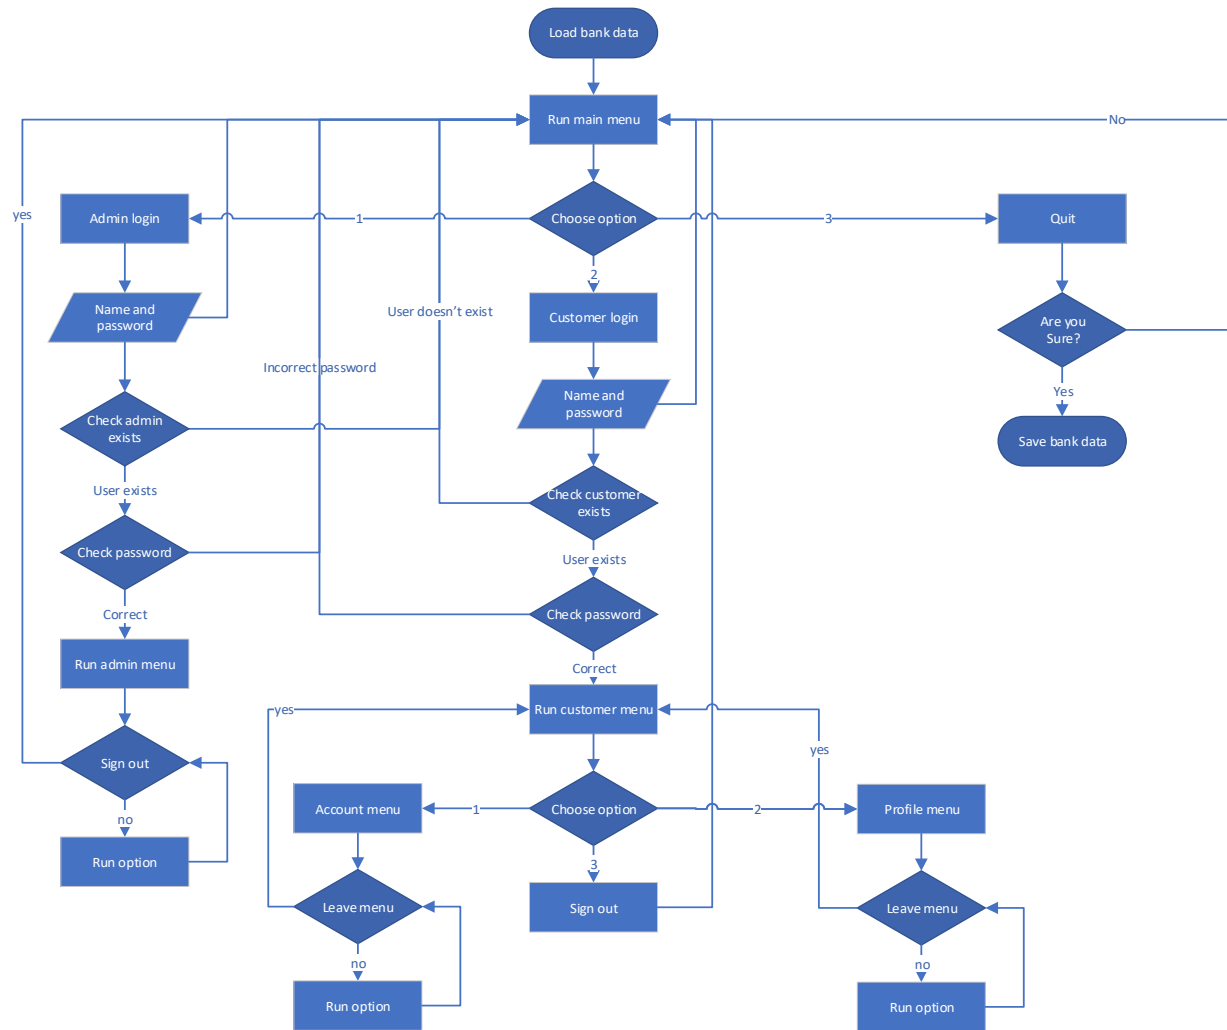 Load bank data
Run main menu
No
yes
Admin login
1
Choose option
3
Quit
2
Name and
password
User doesn't exist
Customer login
Are you
Sure?
Incorrect password
Name and
password
Yes
Check admin
exists
Save bank data
User exists
Check customer
exists
Check password
User exists
Correct
Check password
Run admin menu
Correct
yes
Run customer menu
yes
Sign out
Account menu
1
Choose option
2
Profile menu
no
Run option
3
Leave menu
Sign out
Leave menu
no
no
Run option
Run option